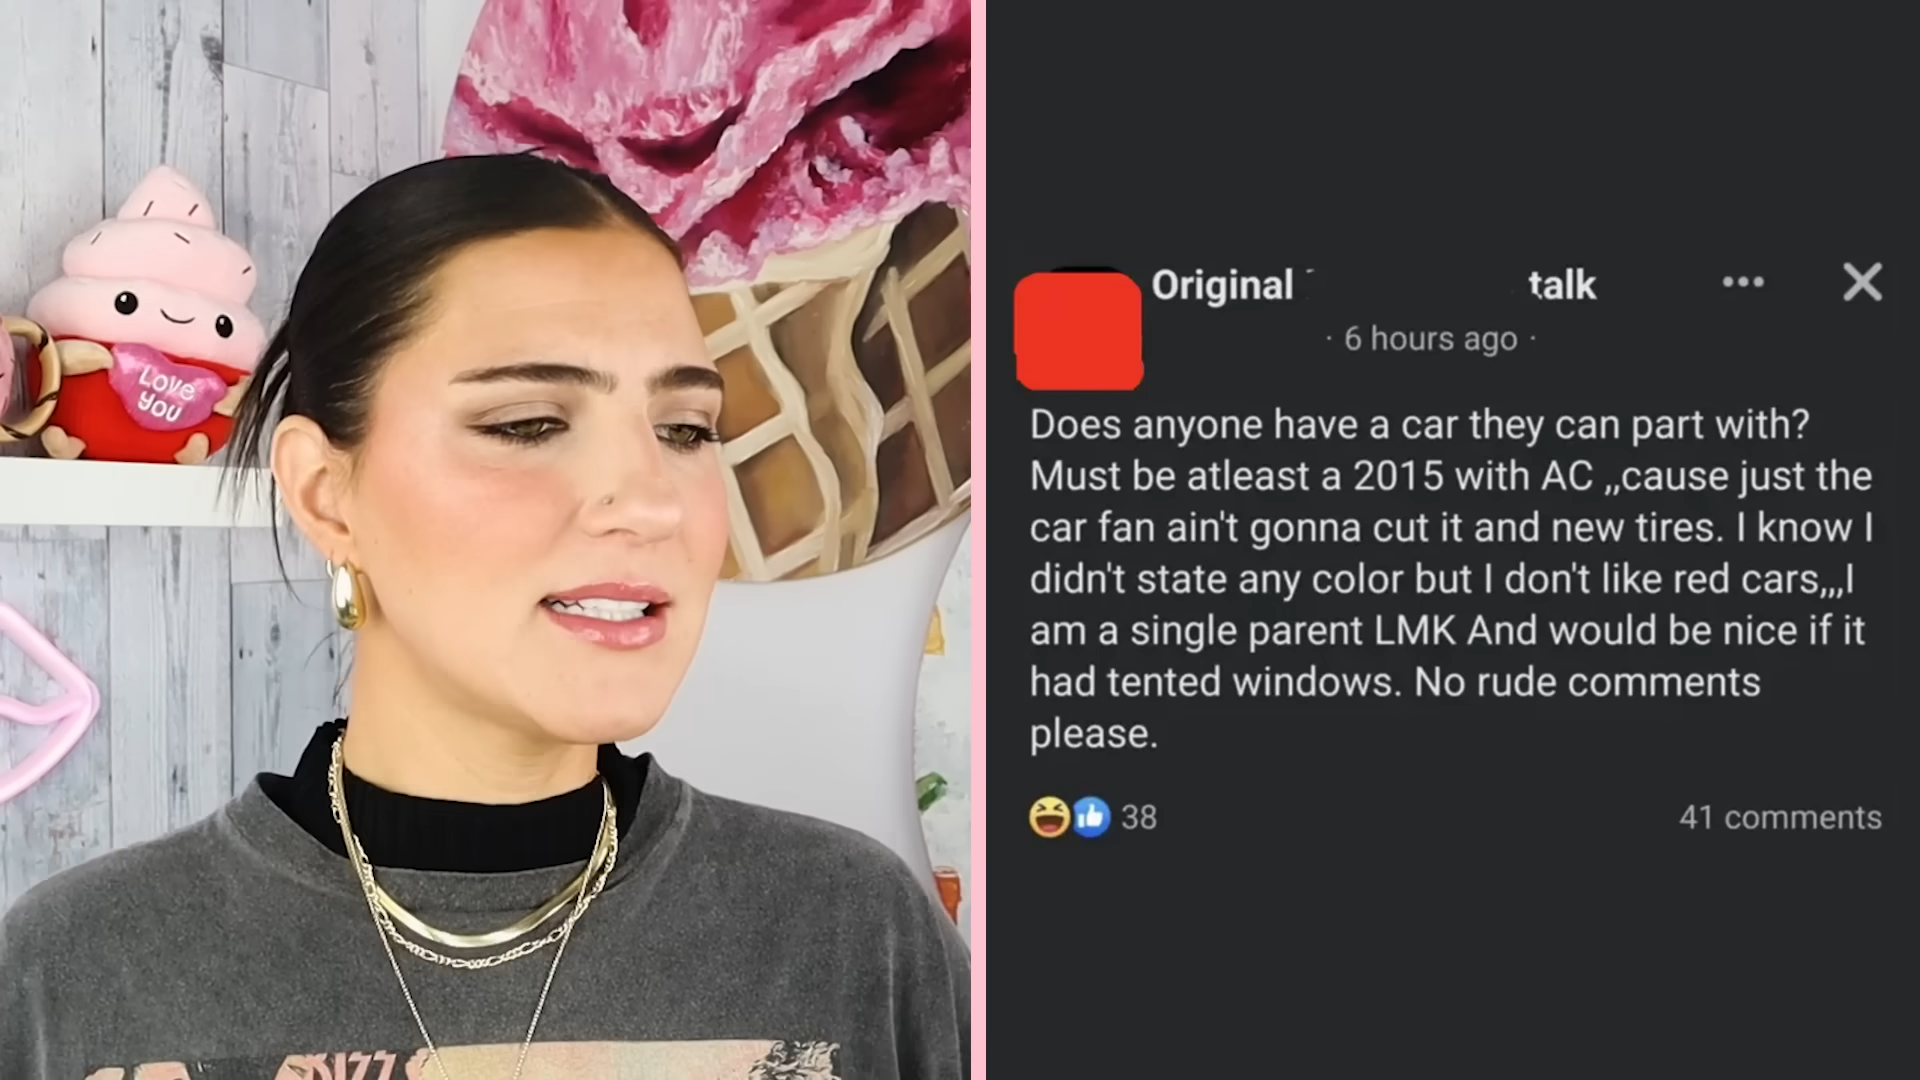 LOVE
YOU
Original
talk
· 6 hours ago ·
Does anyone have a car they can part with?
Must be atleast a 2015 with AC ,,cause just the
car fan ain't gonna cut it and new tires. I know I
didn't state any color but I don't like red cars,,,I
am a single parent LMK And would be nice if it
had tented windows. No rude comments
please.
38
41 comments